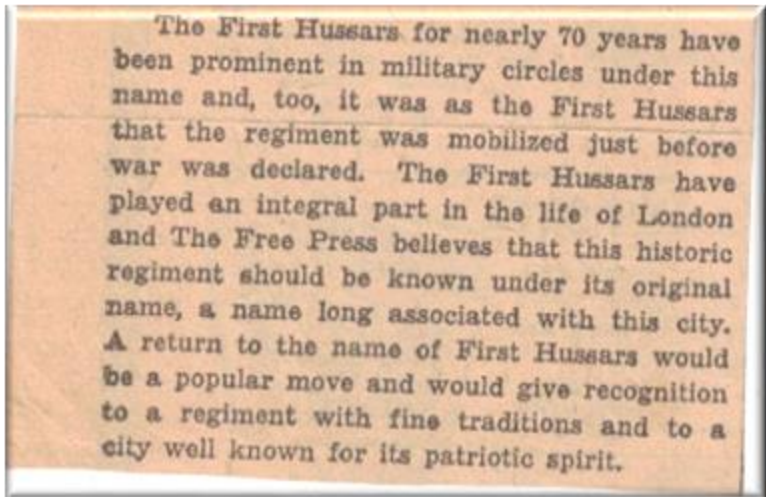 The First Hussars for nearly 70 years have
been prominent in military circles under this
name and, too, it was as the First Hussars
that the regiment was mobilized just before
war was declared. The First Hussars have
played an integral part in the life of London
and The Free Press believes that this historic
regiment should be known under its original
name, a name long associated with this city.
A return to the name of First Hussars would
be a popular move and would give recognition
to a regiment with fine traditions and to a
city well known for its patriotic spirit.